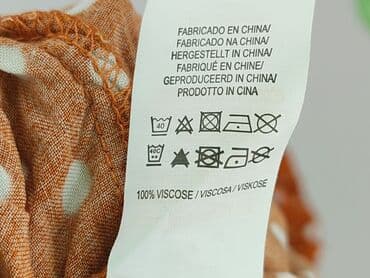 FABRICADO EN CHINA/
FABRICADO NA CHINA/
HERGESTELLT IN CHINA/
FABRIQUÉ EN CHINE/
GEPRODUCEERD IN CHINA/
PRODOTTO IN CINA
40
40C
100% VISCOSE / VISCOSA / VISKOSE